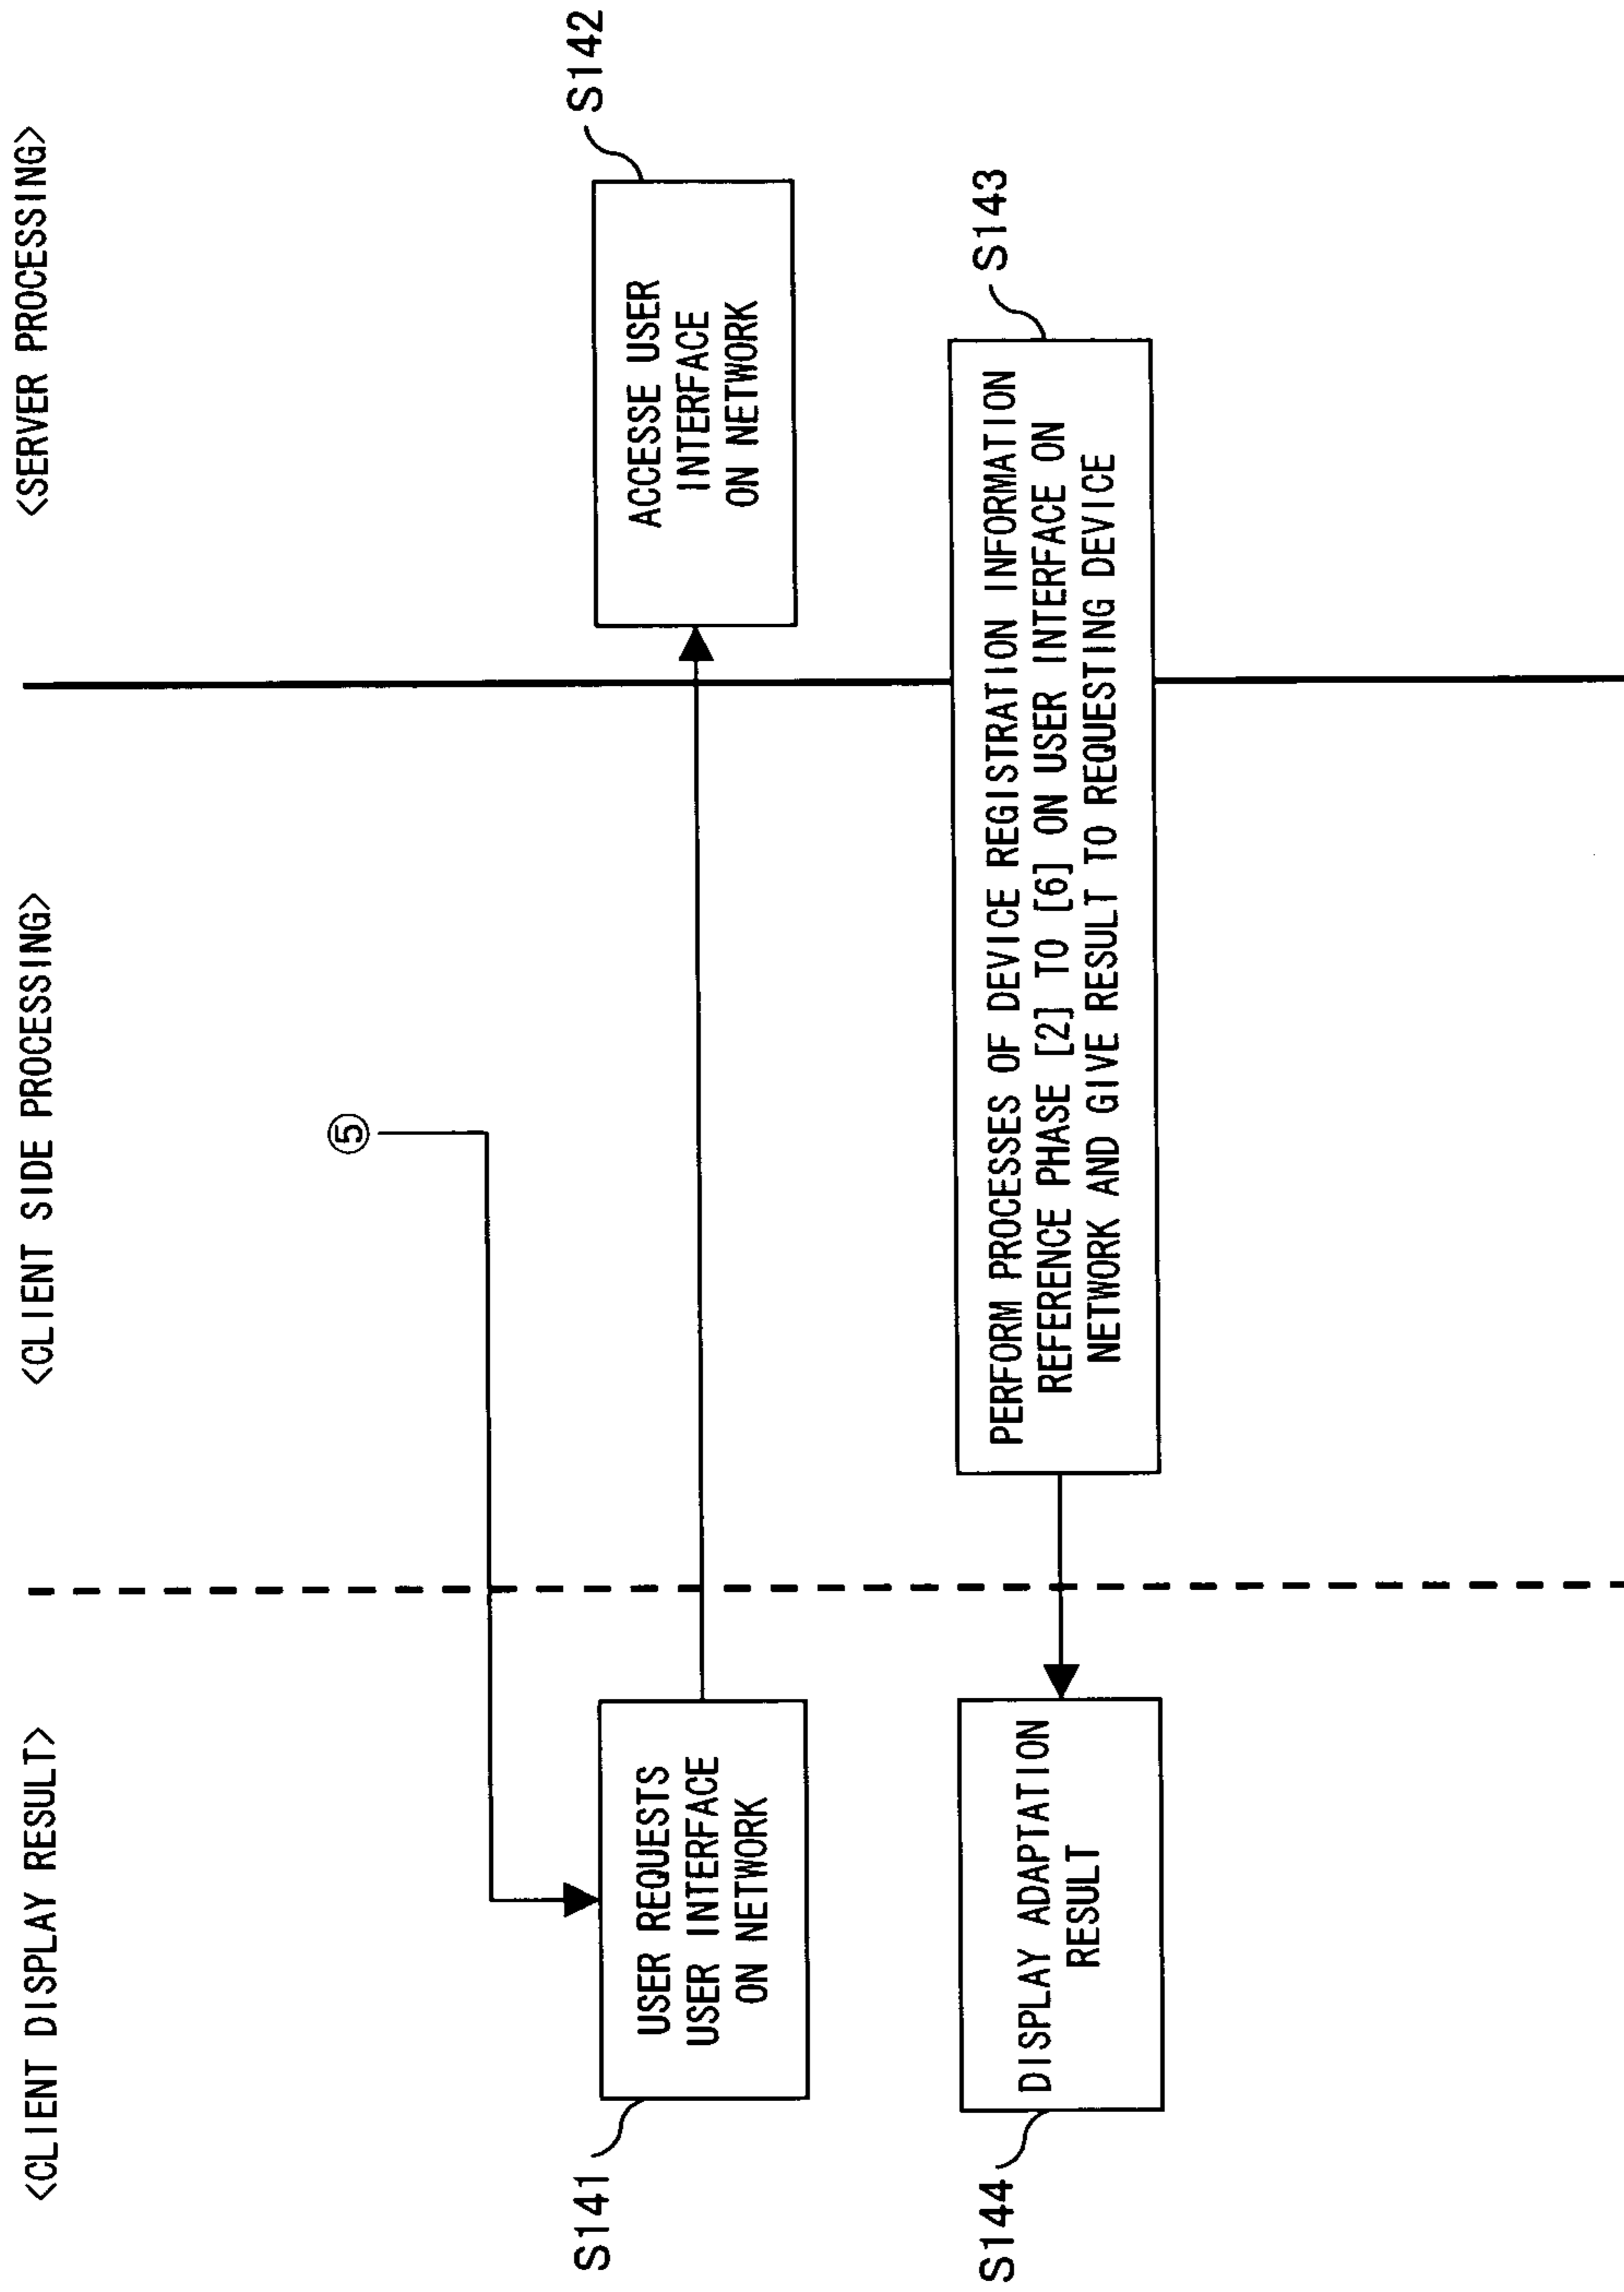 <CLIENT DISPLAY RESULT>
<CLIENT SIDE PROCESSING>
<SERVER PROCESSING>
⑤
S141
USER REQUESTS
USER INTERFACE
ON NETWORK
ACCESSE USER
INTERFACE
ON NETWORK
S142
PERFORM PROCESSES OF DEVICE REGISTRATION INFORMATION
REFERENCE PHASE [2] TO [6] ON USER INTERFACE ON
NETWORK AND GIVE RESULT TO REQUESTING DEVICE
S143
S144
DISPLAY ADAPTATION
RESULT